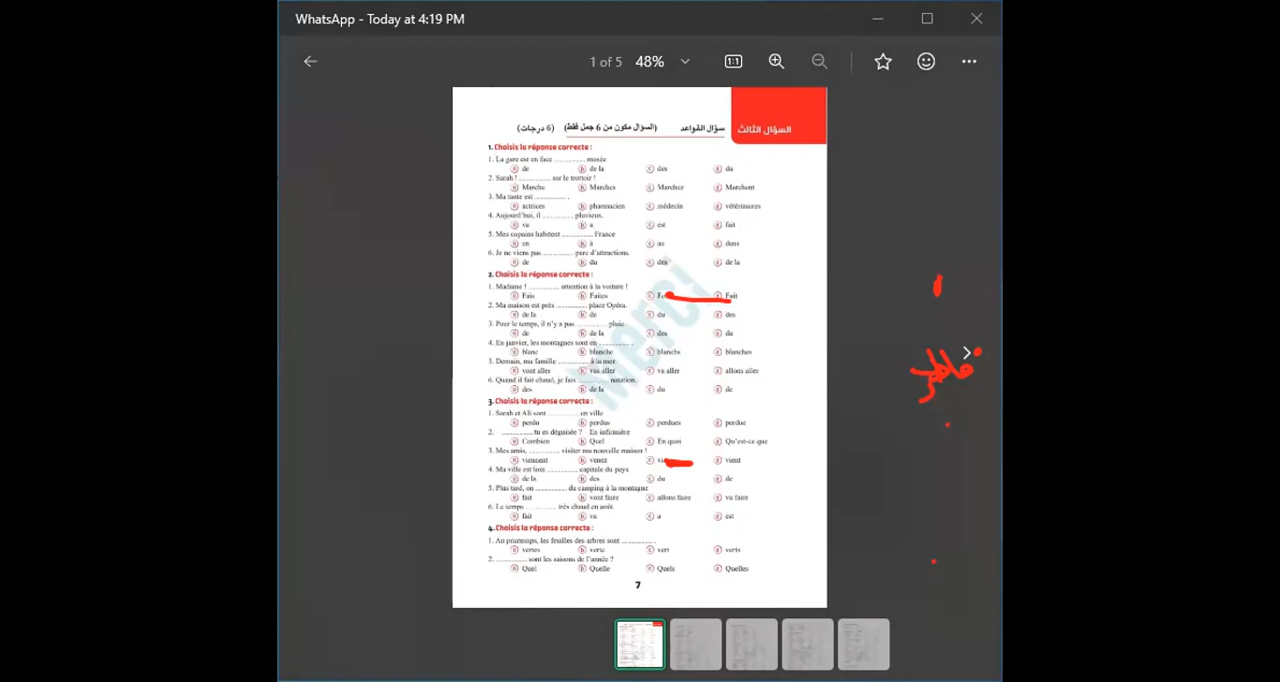 WhatsApp - Today at 4:19 PM
1 of 5 48% 1:1
السؤال الثالث سؤال القواعد (السؤال مكون من 6 جمل فقط) (6 درجات)
1. Choisis la réponse correcte :
1. La gare est en face ............ musée
a de b de la c des d du
2. Sarah ! ............ sur le trottoir !
a Marche b Marches c Marchez d Marchent
3. Ma tante est ............ .
a actrices b pharmacien c médecin d vétérinaires
4. Aujourd'hui, il ............ pluvieux.
a va b a c est d fait
5. Mes copains habitent ............ France
a en b à c au d dans
6. Je ne viens pas ............ parc d'attractions.
a de b du c des d de la
2. Choisis la réponse correcte :
1. Madame ! ............ attention à la voiture !
a Fais b Faites c d Fait
2. Ma maison est près ............ place Opéra.
a de la b de c du d des
3. Pour le temps, il n'y a pas ............ pluie
a de b de la c des d du
4. En janvier, les montagnes sont en ............ .
a blanc b blanche c blancs d blanches
5. Demain, ma famille ............ à la mer
a vont aller b vas aller c va aller d allons aller
6. Quand il fait chaud, je fais ............ natation.
a des b de la c du d de
3. Choisis la réponse correcte :
1. Sarah et Ali sont ............ en ville
a perdu b perdus c perdues d perdue
2. ............ tu es déguisée ? En infirmière
a Combien b Quel c En quoi d Qu'est-ce que
3. Mes amis, ............ visiter ma nouvelle maison !
a viennent b venez c d vient
4. Ma ville est loin ............ capitale du pays
a de la b des c du d de
5. Plus tard, on ............ du camping à la montagne
a fait b vont faire c allons faire d va faire
6. Le temps ............ très chaud en août.
a fait b va c a d est
4. Choisis la réponse correcte :
1. Au printemps, les feuilles des arbres sont ............
a vertes b verte c vert d verts
2. ............ sont les saisons de l'année ?
a Quel b Quelle c Quels d Quelles
7
Merci